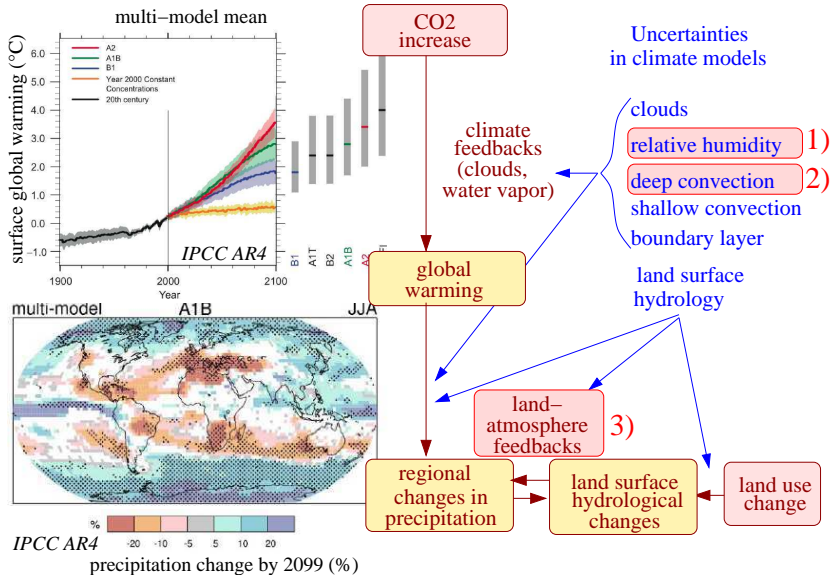 multi−model mean
surface global warming (°C)
6.0
5.0
4.0
3.0
2.0
1.0
0.0
−1.0
A2
A1B
B1
Year 2000 Constant
Concentrations
20th century
IPCC AR4
1900
2000
2100
Year
B1
A1T
B2
A1B
A2
FI
CO2
increase
climate
feedbacks
(clouds,
water vapor)
global
warming
Uncertainties
in climate models
clouds
relative humidity
1)
deep convection
2)
shallow convection
boundary layer
land surface
hydrology
land−
atmosphere
feedbacks
3)
regional
changes in
precipitation
land surface
hydrological
changes
land use
change
multi-model
A1B
JJA
%
-20
-10
-5
5
10
20
IPCC AR4
precipitation change by 2099 (%)